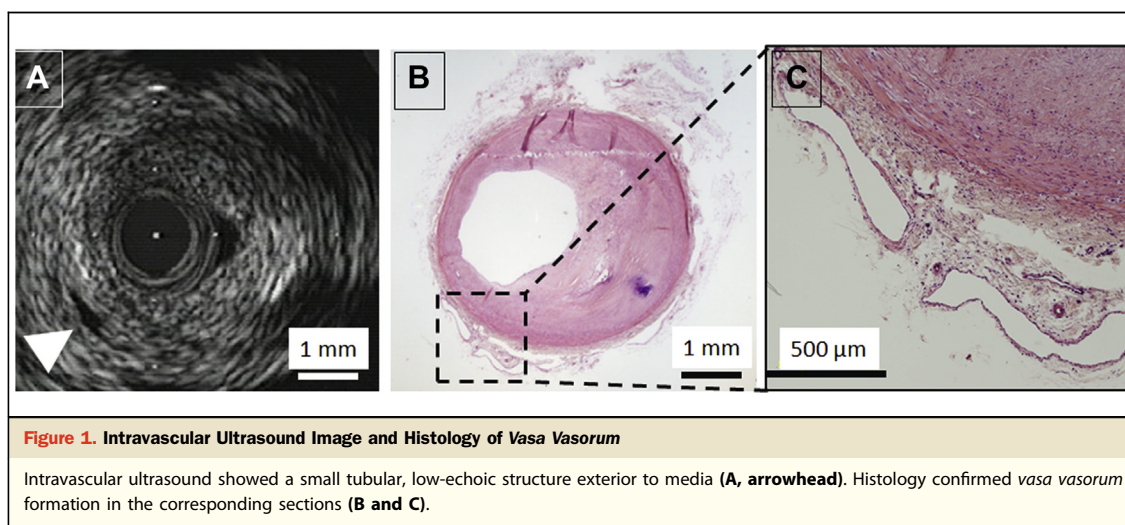 A
B
C
1 mm
1 mm
500 µm
Figure 1. Intravascular Ultrasound Image and Histology of Vasa Vasorum
Intravascular ultrasound showed a small tubular, low-echoic structure exterior to media (A, arrowhead). Histology confirmed vasa vasorum
formation in the corresponding sections (B and C).